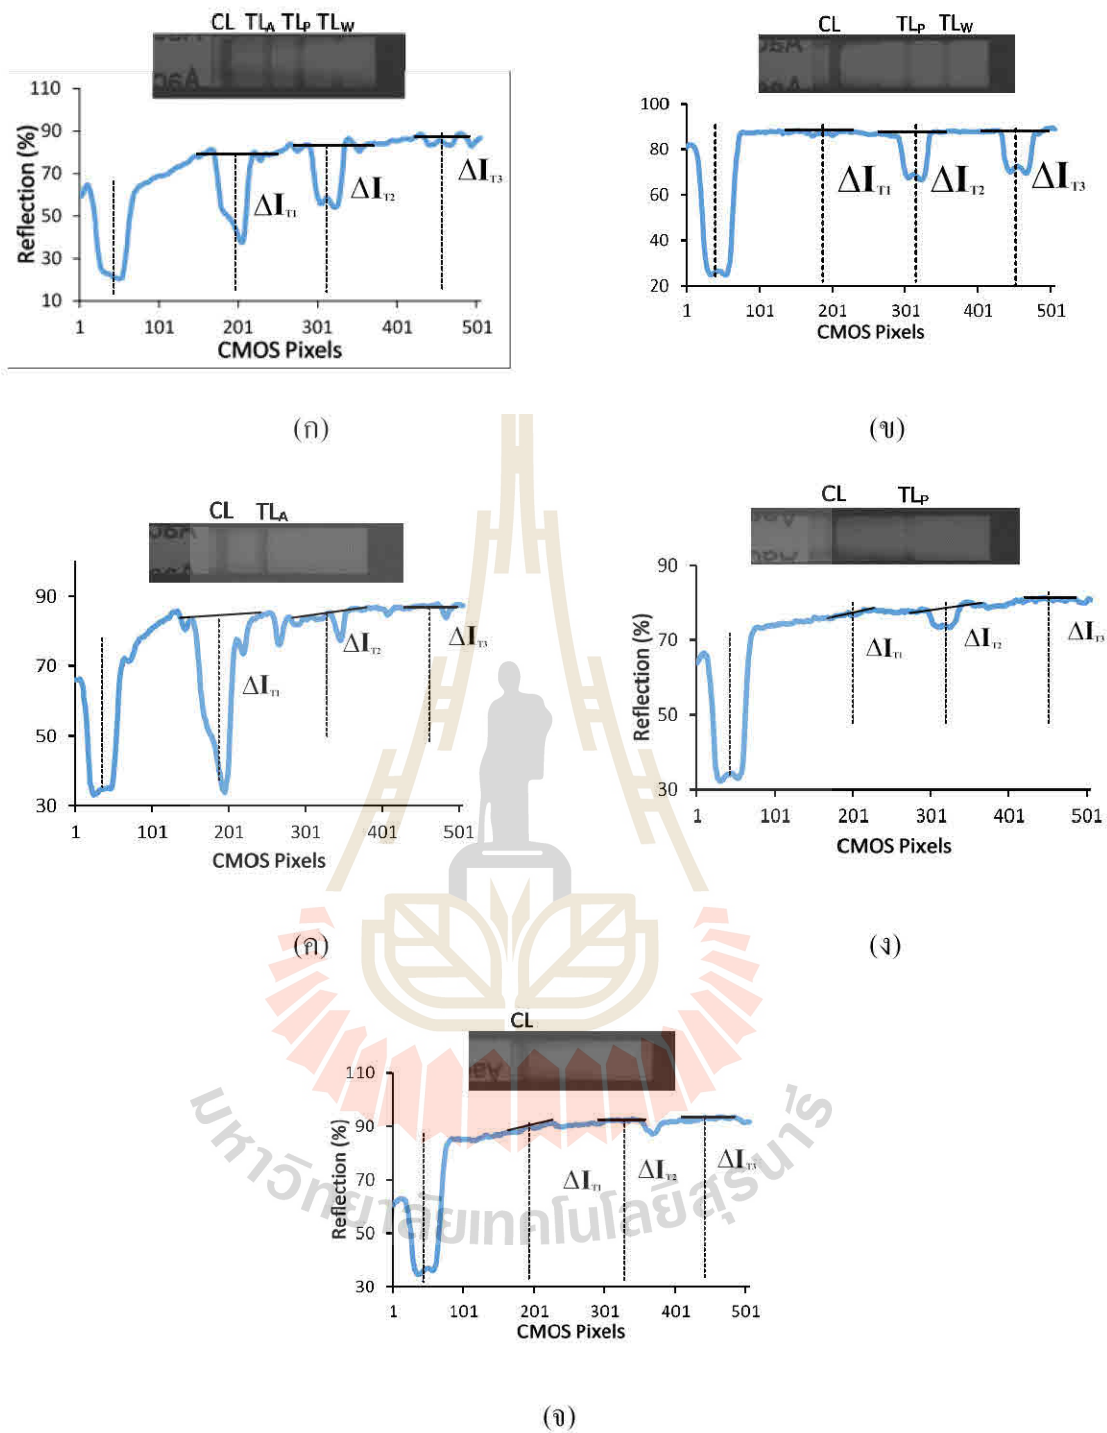 CL TLA TLP TLW
110
90
70
50
30
10
Reflection (%)
ΔIT1 ΔIT2 ΔIT3
1 101 201 301 401 501
CMOS Pixels
(ก)
CL TLP TLW
100
80
60
40
20
ΔIT1 ΔIT2 ΔIT3
1 101 201 301 401 501
CMOS Pixels
(ข)
CL TLA
90
70
50
30
ΔIT1 ΔIT2 ΔIT3
1 101 201 301 401 501
CMOS Pixels
(ค)
CL TLP
90
70
50
30
Reflection (%)
ΔIT1 ΔIT2 ΔIT3
1 101 201 301 401 501
CMOS Pixels
(ง)
CL
110
90
70
50
30
Reflection (%)
ΔIT1 ΔIT2 ΔIT3
1 101 201 301 401 501
CMOS Pixels
(จ)
มหาวิทยาลัยเทคโนโลยีสุรนารี